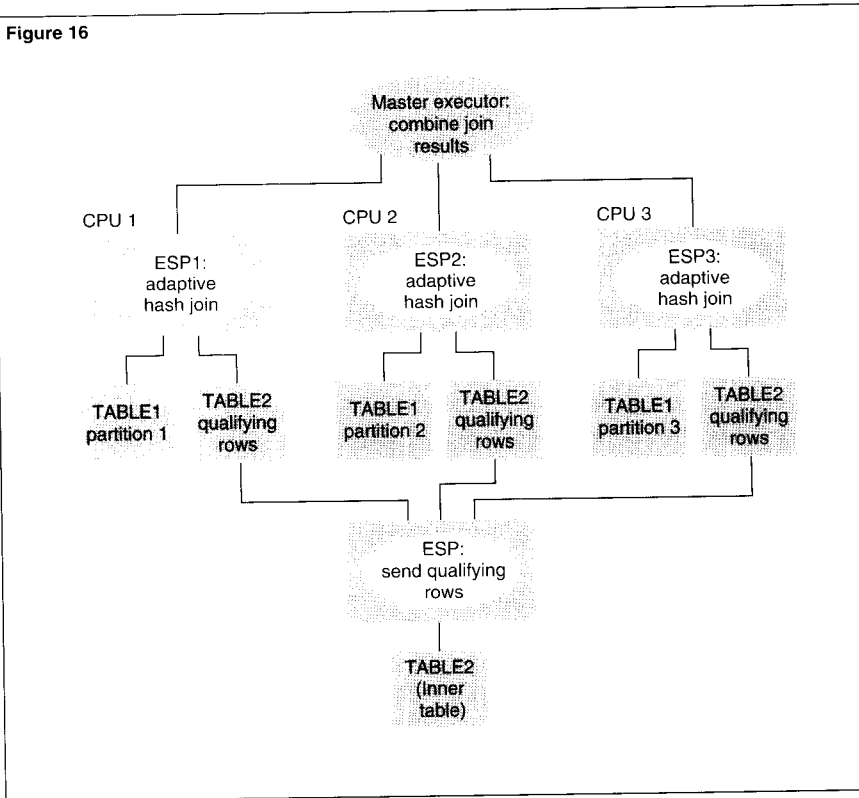 Figure 16
Master executor:
combine join
results
CPU 1
CPU 2
CPU 3
ESP1:
adaptive
hash join
ESP2:
adaptive
hash join
ESP3:
adaptive
hash join
TABLE1
partition 1
TABLE2
qualifying
rows
TABLE1
partition 2
TABLE2
qualifying
rows
TABLE1
partition 3
TABLE2
qualifying
rows
ESP:
send qualifying
rows
TABLE2
(Inner
table)